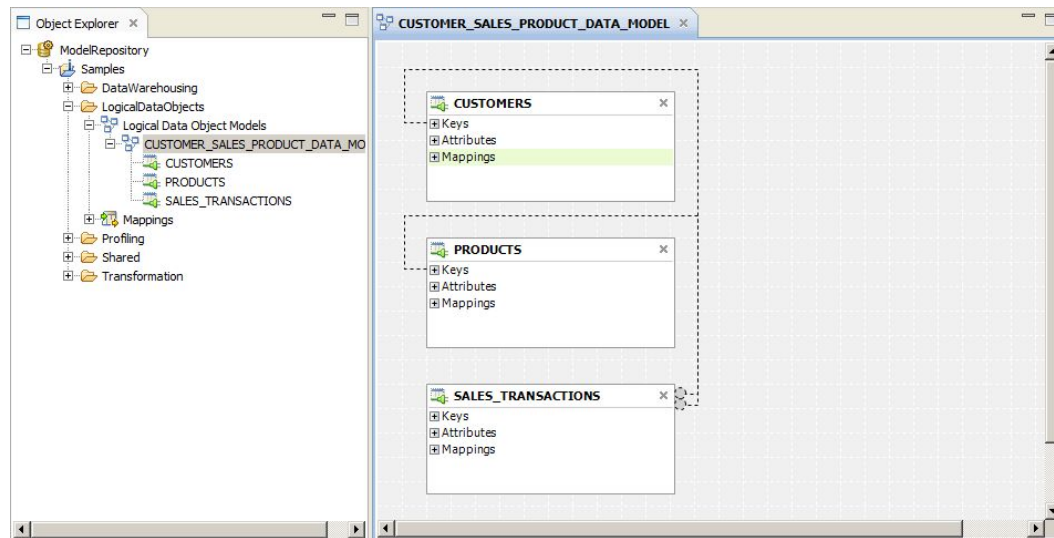 Object Explorer
ModelRepository
Samples
DataWarehousing
LogicalDataObjects
Logical Data Object Models
CUSTOMER_SALES_PRODUCT_DATA_MO
CUSTOMERS
PRODUCTS
SALES_TRANSACTIONS
Mappings
Profiling
Shared
Transformation
CUSTOMER_SALES_PRODUCT_DATA_MODEL
CUSTOMERS
Keys
Attributes
Mappings
PRODUCTS
Keys
Attributes
Mappings
SALES_TRANSACTIONS
Keys
Attributes
Mappings